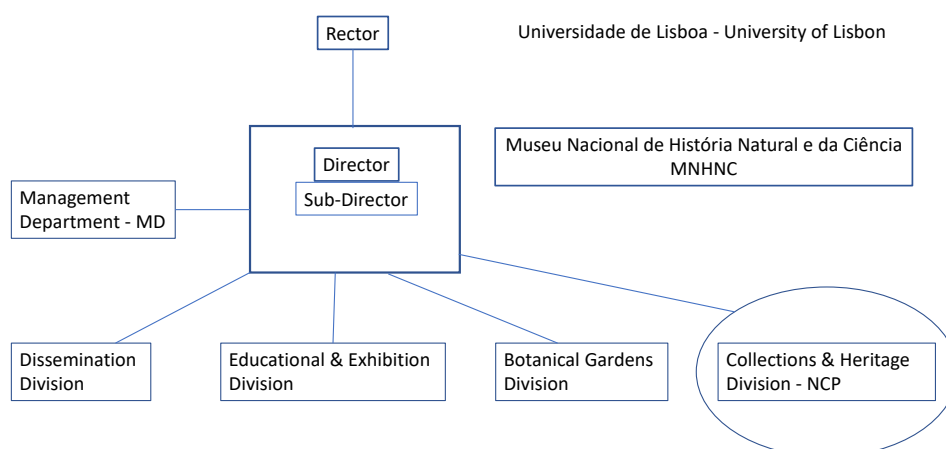 Rector
Universidade de Lisboa - University of Lisbon
Museu Nacional de História Natural e da Ciência
MNHNC
Director
Sub-Director
Management
Department - MD
Dissemination
Division
Educational & Exhibition
Division
Botanical Gardens
Division
Collections & Heritage
Division - NCP